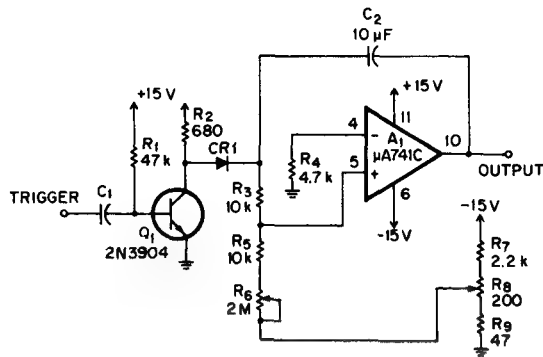 C2
10 µF
+15 V
+15 V
R2
680
CR1
R1
47 k
4
11
A1
µA741C
10
OUTPUT
5
6
-15 V
R4
4.7 k
R3
10 k
TRIGGER
C1
Q1
2N3904
R5
10 k
R6
2M
-15 V
R7
2.2 k
R8
200
R9
47